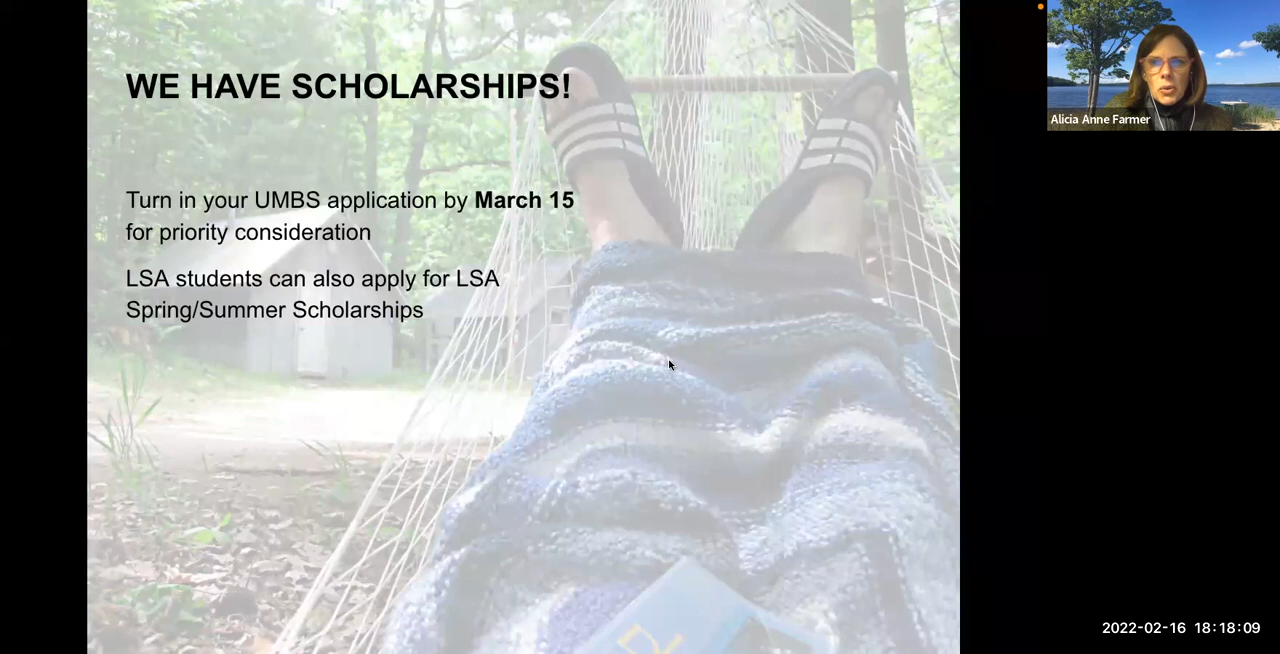 WE HAVE SCHOLARSHIPS!
Turn in your UMBS application by March 15
for priority consideration
LSA students can also apply for LSA
Spring/Summer Scholarships
Alicia Anne Farmer
2022-02-16 18:18:09